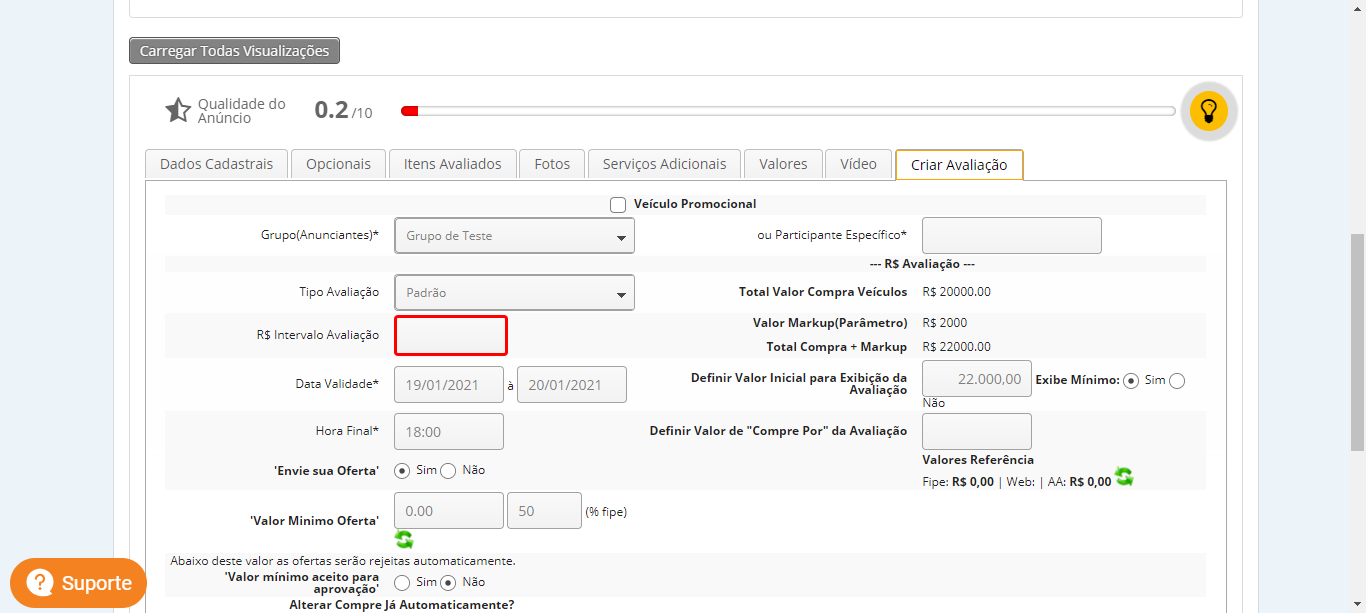 Carregar Todas Visualizações
Qualidade do
Anúncio
0.2 /10
Dados Cadastrais Opcionais Itens Avaliados Fotos Serviços Adicionais Valores Vídeo Criar Avaliação
Veículo Promocional
Grupo(Anunciantes)* Grupo de Teste ou Participante Específico*
--- R$ Avaliação ---
Tipo Avaliação Padrão Total Valor Compra Veículos R$ 20000.00
Valor Markup(Parâmetro) R$ 2000
R$ Intervalo Avaliação
Total Compra + Markup R$ 22000.00
Data Validade* 19/01/2021 à 20/01/2021
Definir Valor Inicial para Exibição da
Avaliação
22.000,00 Exibe Mínimo: Sim
Não
Hora Final* 18:00 Definir Valor de "Compre Por" da Avaliação
Valores Referência
'Envie sua Oferta' Sim Não
Fipe: R$ 0,00 | Web: | AA: R$ 0,00
'Valor Minimo Oferta' 0.00 50 (% fipe)
Abaixo deste valor as ofertas serão rejeitas automaticamente.
'Valor mínimo aceito para
aprovação' Sim Não
Alterar Compre Já Automaticamente?
? Suporte